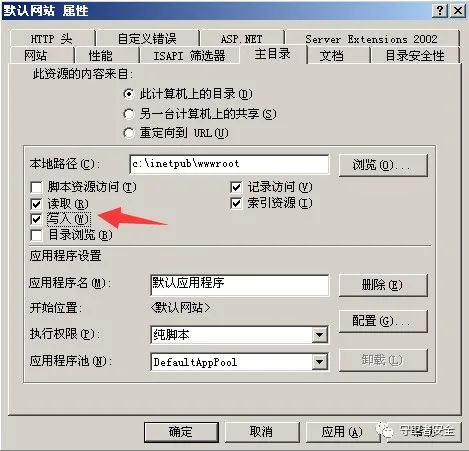 默认网站 属性
HTTP 头 自定义错误 ASP.NET Server Extensions 2002
网站 性能 ISAPI 筛选器 主目录 文档 目录安全性
此资源的内容来自:
此计算机上的目录(D)
另一台计算机上的共享(S)
重定向到 URL(U)
本地路径(C): c:\inetpub\wwwroot 浏览(O)...
脚本资源访问(T) 记录访问(V)
读取(R) 索引资源(I)
写入(W)
目录浏览(B)
应用程序设置
应用程序名(M): 默认应用程序 删除(E)
开始位置: <默认网站>
配置(G)...
执行权限(P): 纯脚本
应用程序池(N): DefaultAppPool 卸载(L)
确定 取消 应用(A)